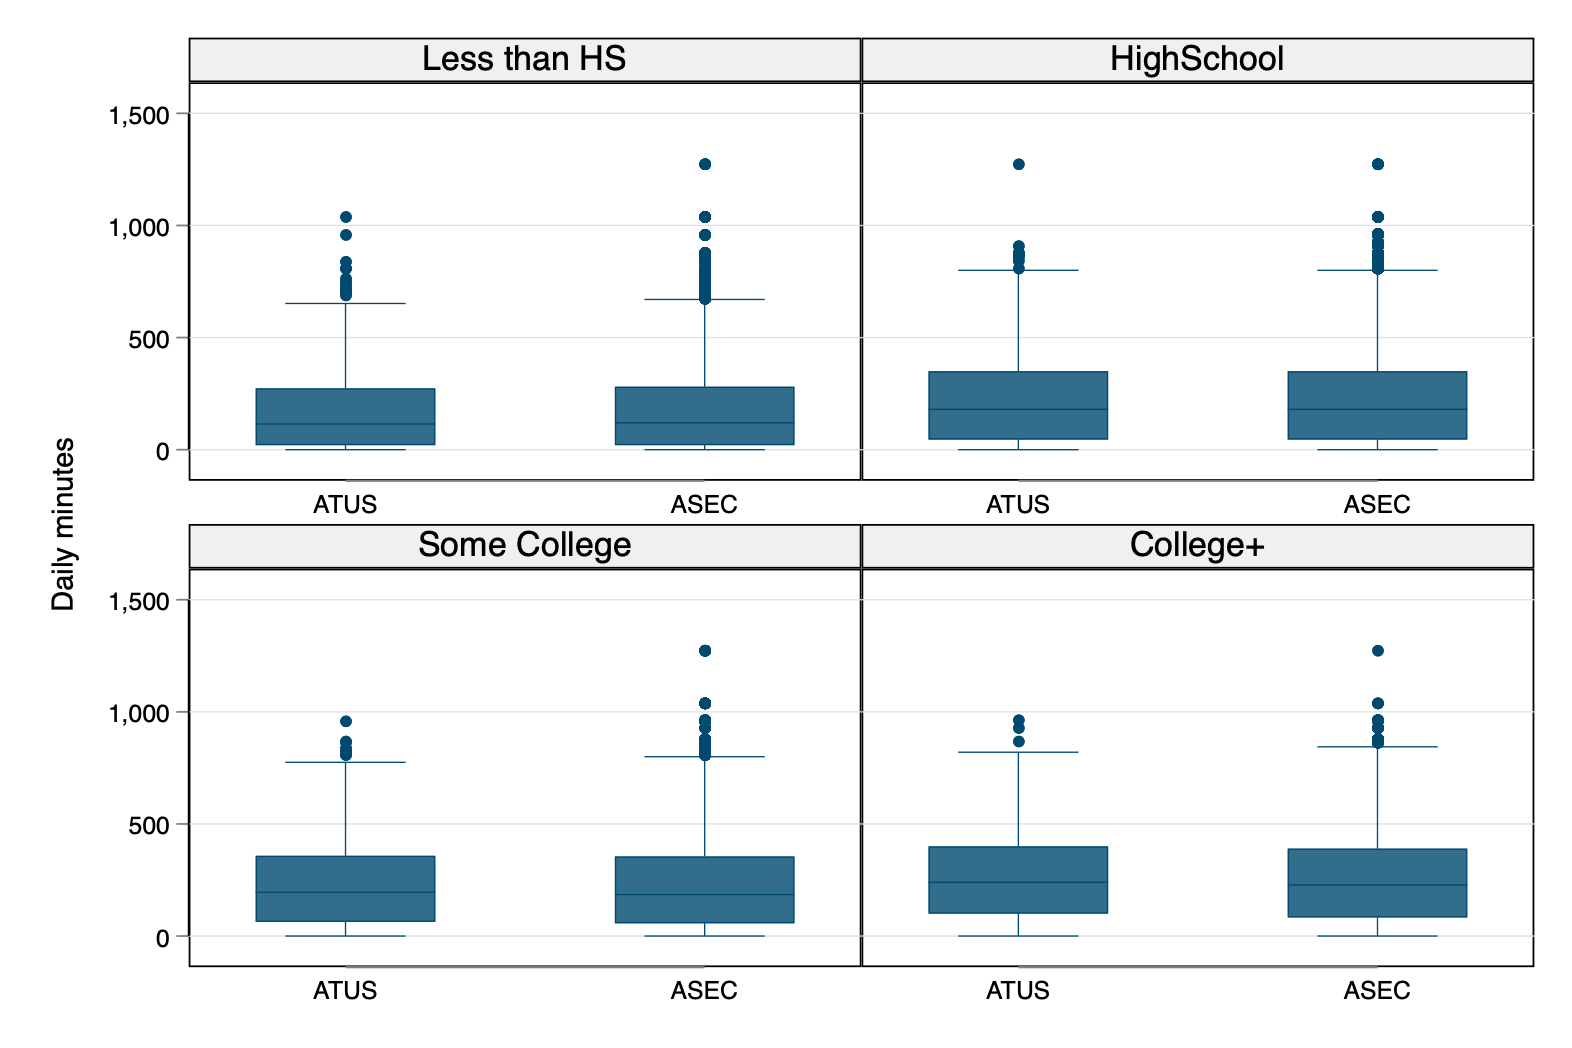 Less than HS
HighSchool
1,500
1,000
500
0
ATUS
ASEC
ATUS
ASEC
Daily minutes
Some College
College+
1,500
1,000
500
0
ATUS
ASEC
ATUS
ASEC